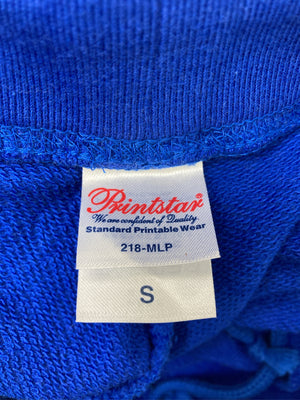 Printstar
We are confident of Quality.
Standard Printable Wear
218-MLP
S